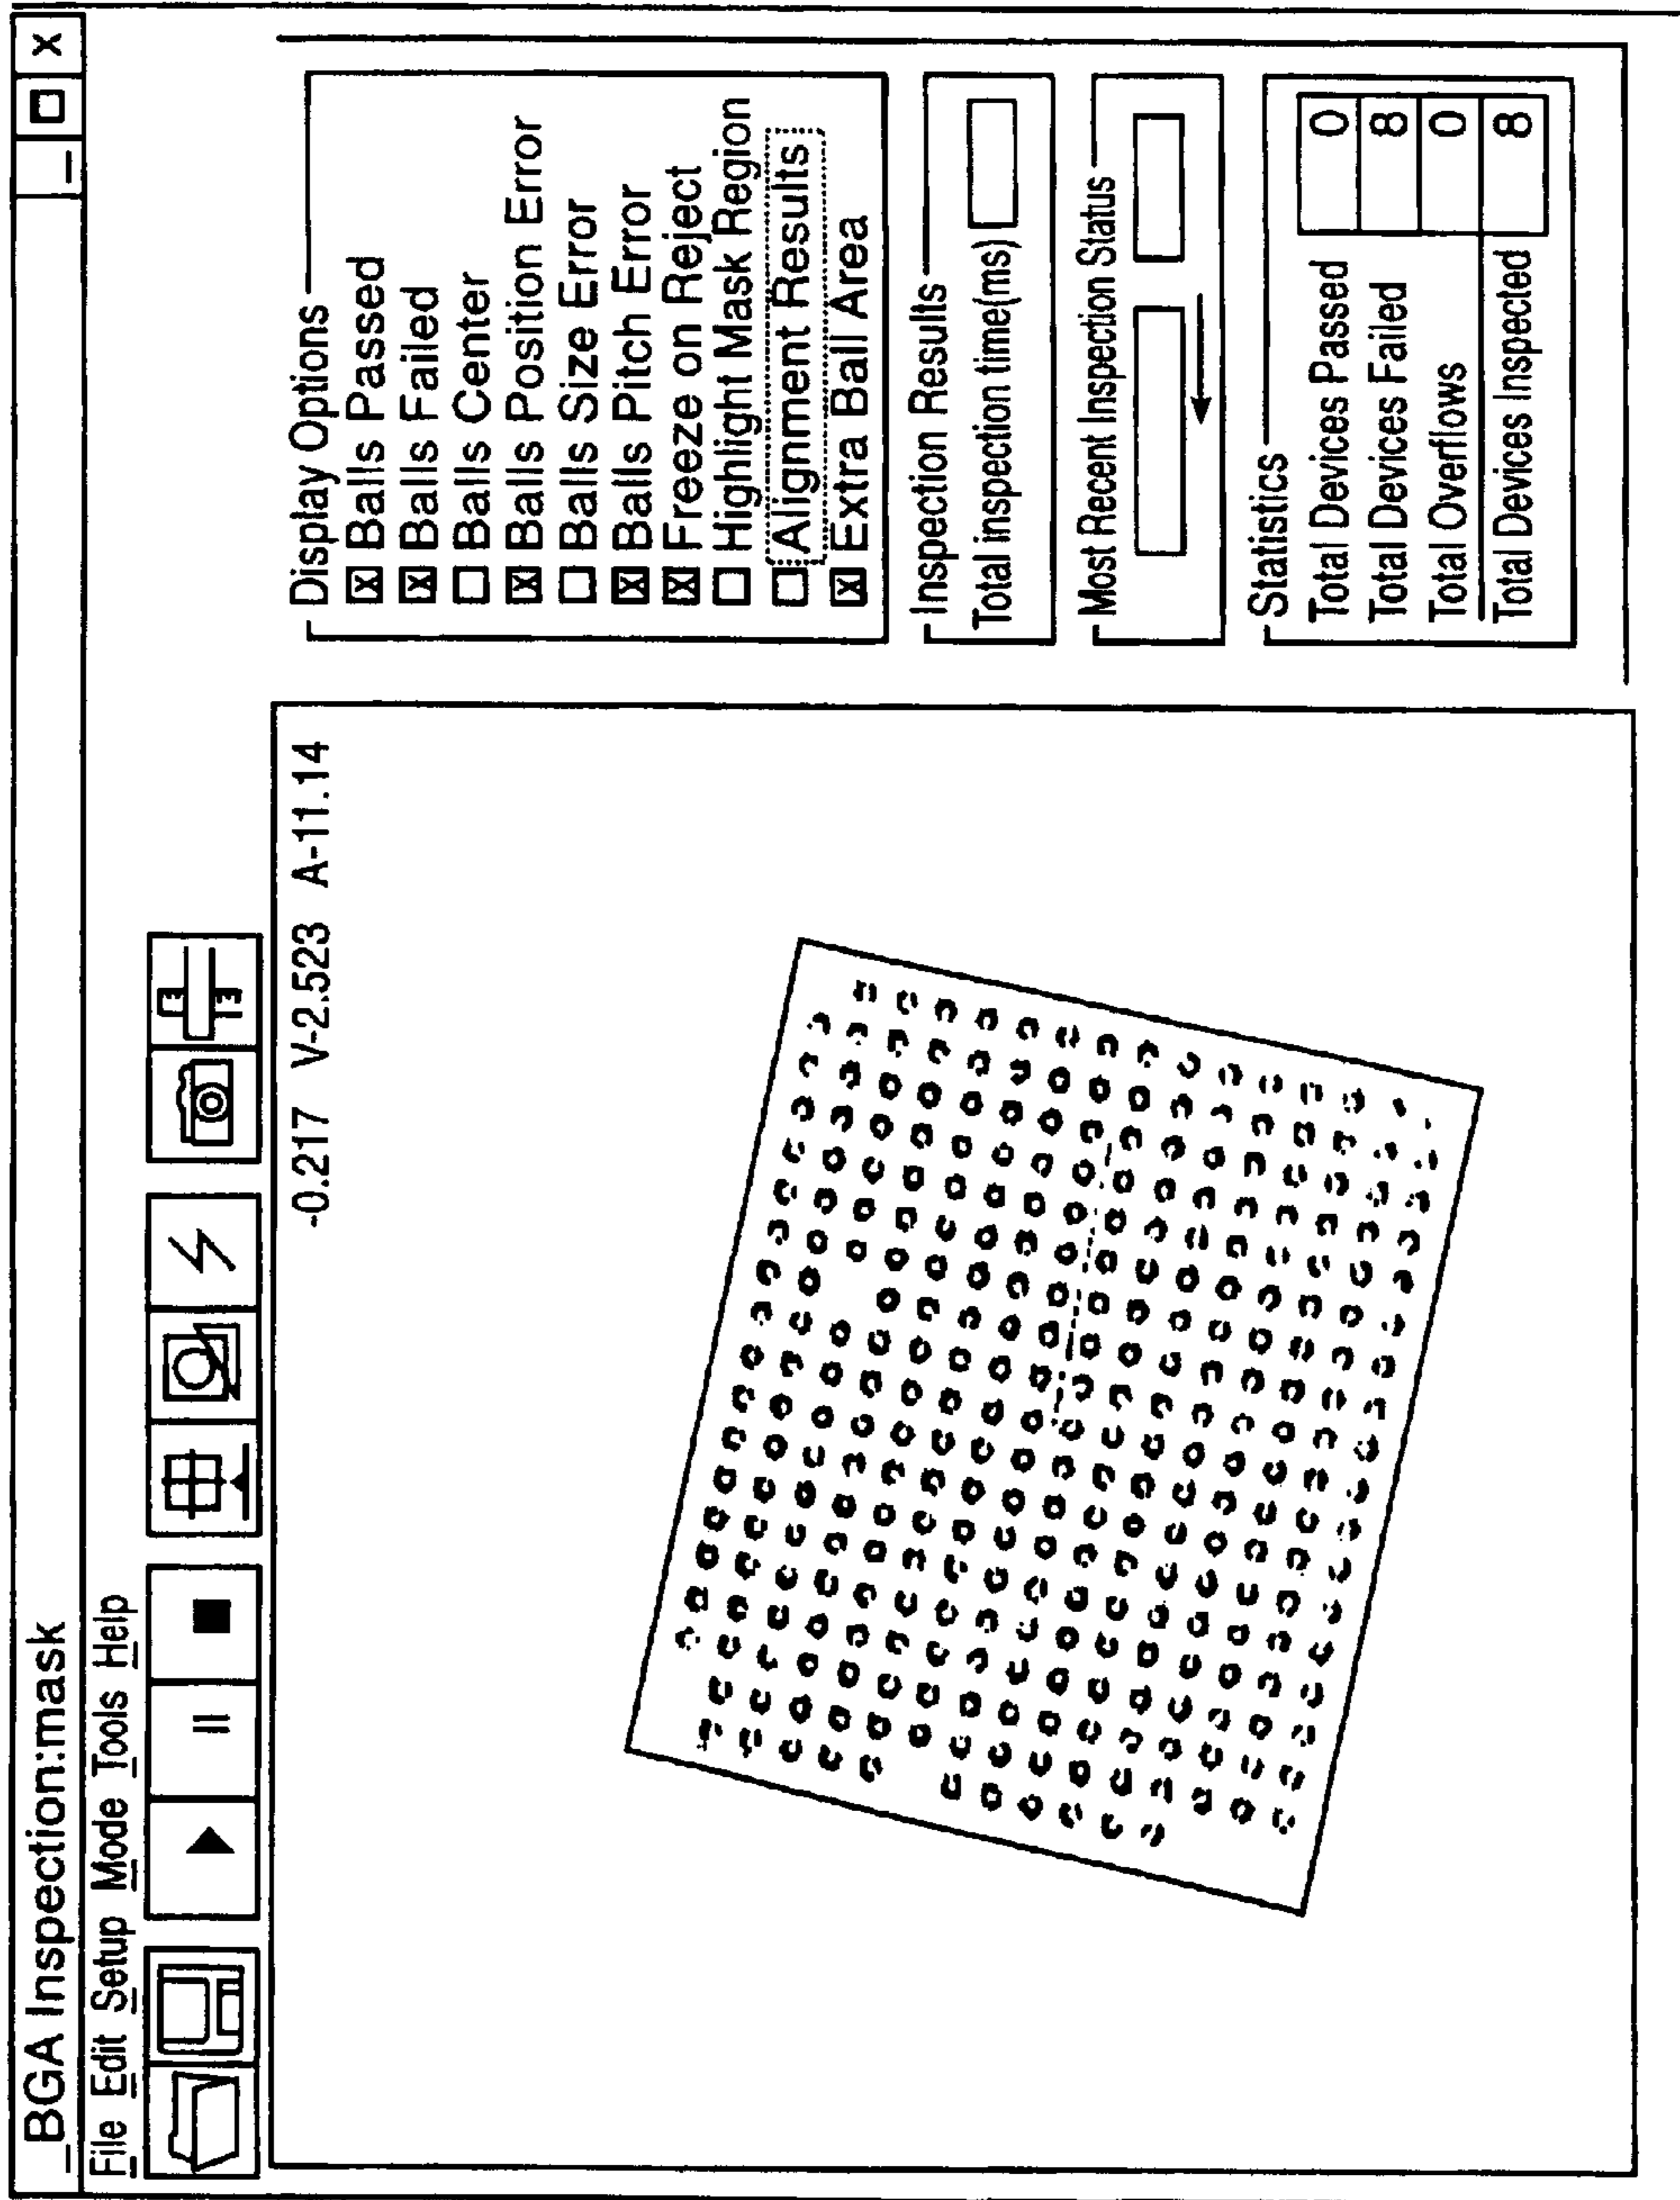 _BGA Inspection:mask
_ X
File Edit Setup Mode Tools Help
-0.217 V-2.523 A-11.14
Display Options
X Balls Passed
X Balls Failed
Balls Center
X Balls Position Error
Balls Size Error
X Balls Pitch Error
X Freeze on Reject
Highlight Mask Region
Alignment Results
X Extra Ball Area
Inspection Results
Total inspection time(ms)
Most Recent Inspection Status
Statistics
Total Devices Passed 0
Total Devices Failed 8
Total Overflows 0
Total Devices Inspected 8